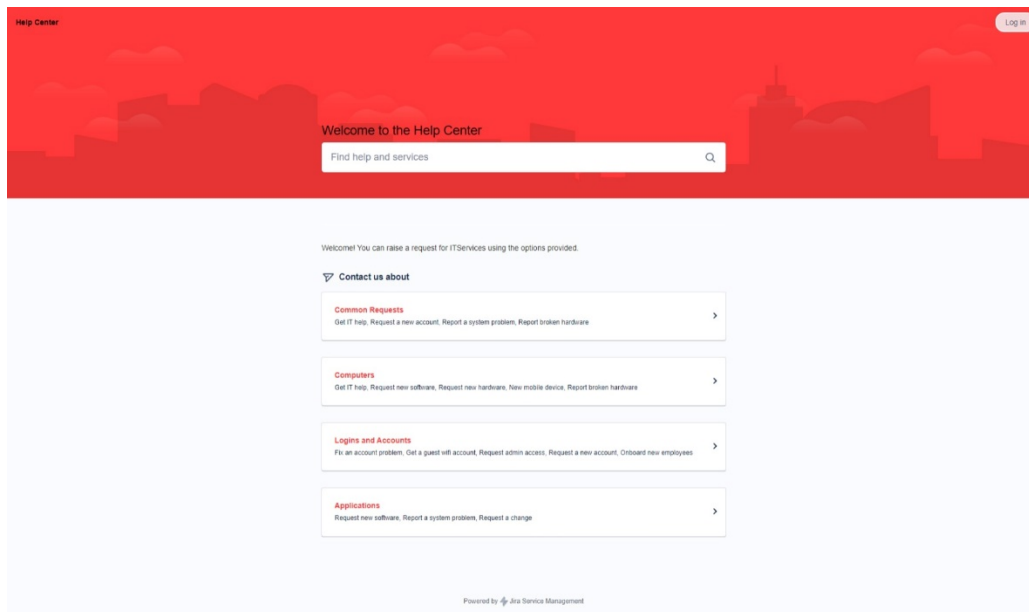 Help Center
Log in
Welcome to the Help Center
Find help and services
Welcome! You can raise a request for ITServices using the options provided.
Contact us about
Common Requests
Get IT help, Request a new account, Report a system problem, Report broken hardware
Computers
Get IT help, Request new software, Request new hardware, New mobile device, Report broken hardware
Logins and Accounts
Fix an account problem, Get a guest wifi account, Request admin access, Request a new account, Onboard new employees
Applications
Request new software, Report a system problem, Request a change
Powered by Jira Service Management